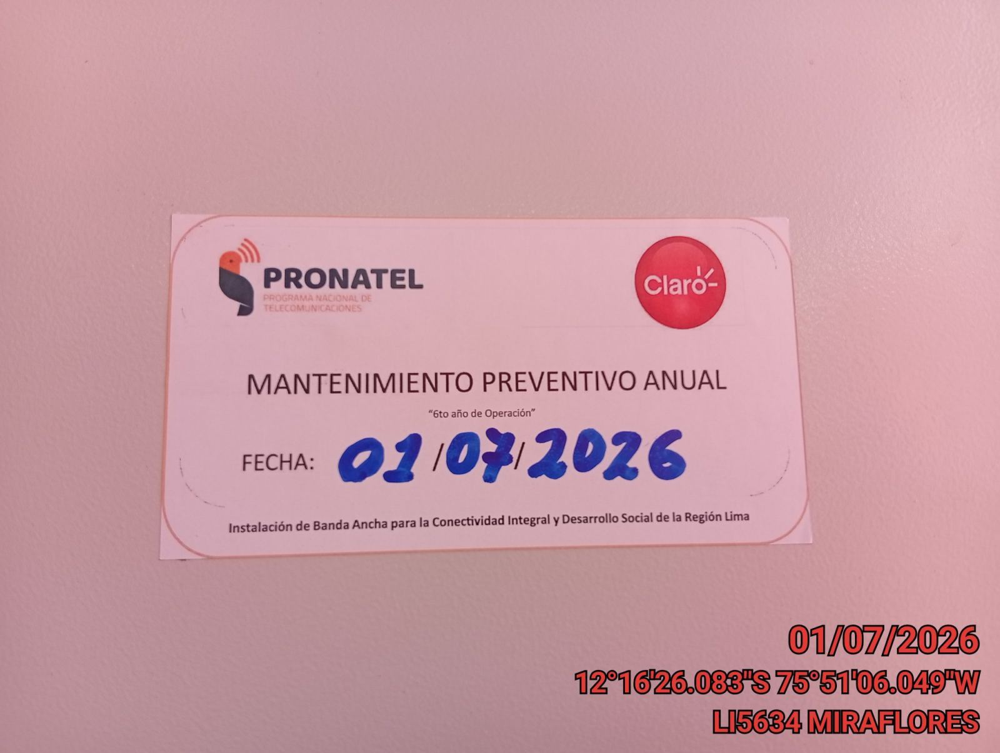 PRONATEL
PROGRAMA NACIONAL DE
TELECOMUNICACIONES
Claro
MANTENIMIENTO PREVENTIVO ANUAL
“6to año de Operación”
FECHA: 01/07/2026
Instalación de Banda Ancha para la Conectividad Integral y Desarrollo Social de la Región Lima
01/07/2026
12°16'26.083"S 75°51'06.049"W
LI5634 MIRAFLORES